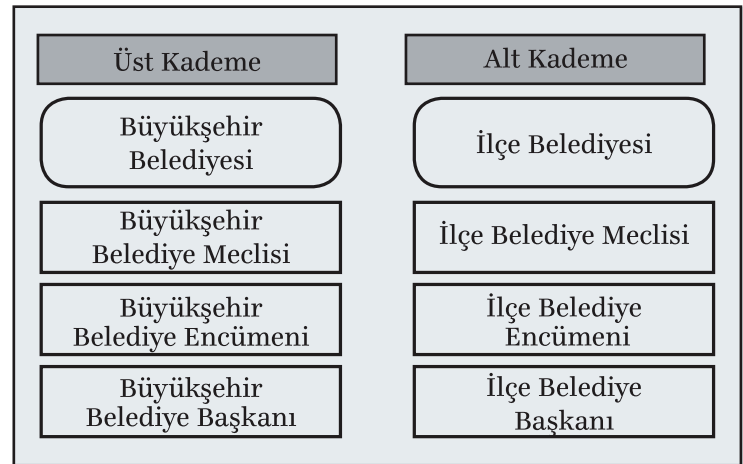 Üst Kademe
Büyükşehir
Belediyesi
Büyükşehir
Belediye Meclisi
Büyükşehir
Belediye Encümeni
Büyükşehir
Belediye Başkanı
Alt Kademe
İlçe Belediyesi
İlçe Belediye Meclisi
İlçe Belediye
Encümeni
İlçe Belediye
Başkanı